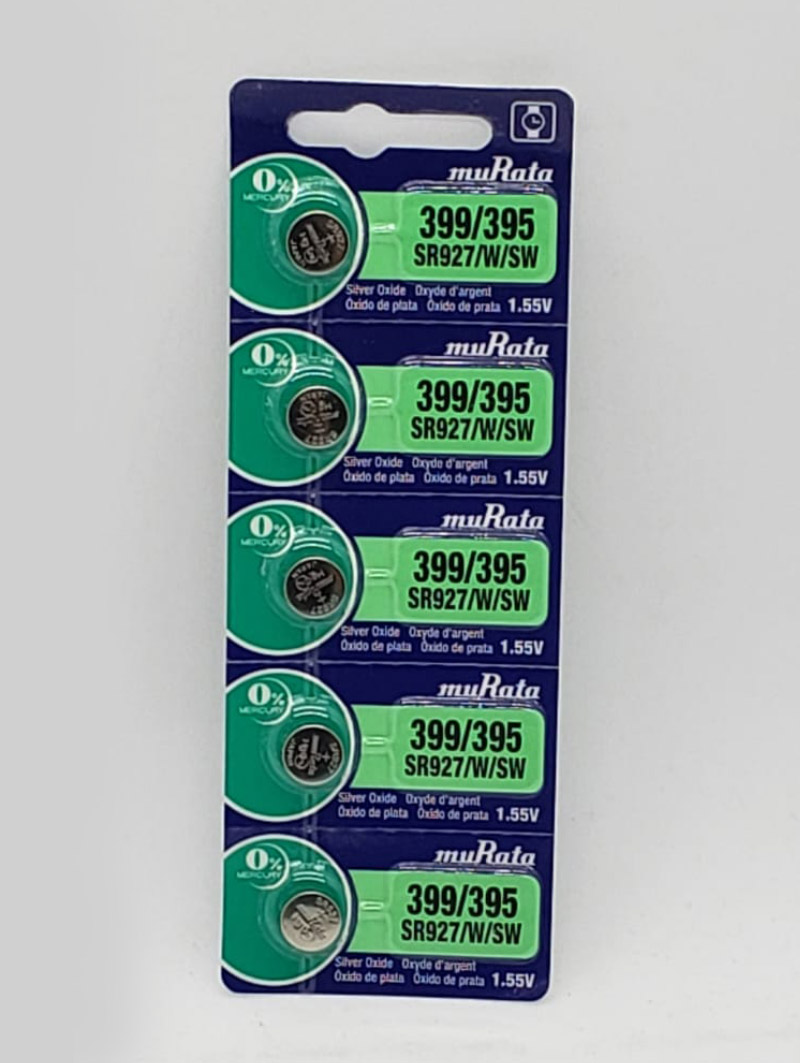 muRata
0%
MERCURY
399/395
SR927/W/SW
Silver Oxide Oxyde d'argent
Óxido de plata Óxido de prata 1.55V
muRata
0%
MERCURY
399/395
SR927/W/SW
Silver Oxide Oxyde d'argent
Óxido de plata Óxido de prata 1.55V
muRata
0%
MERCURY
399/395
SR927/W/SW
Silver Oxide Oxyde d'argent
Óxido de plata Óxido de prata 1.55V
muRata
0%
MERCURY
399/395
SR927/W/SW
Silver Oxide Oxyde d'argent
Óxido de plata Óxido de prata 1.55V
muRata
0%
MERCURY
399/395
SR927/W/SW
Silver Oxide Oxyde d'argent
Óxido de plata Óxido de prata 1.55V